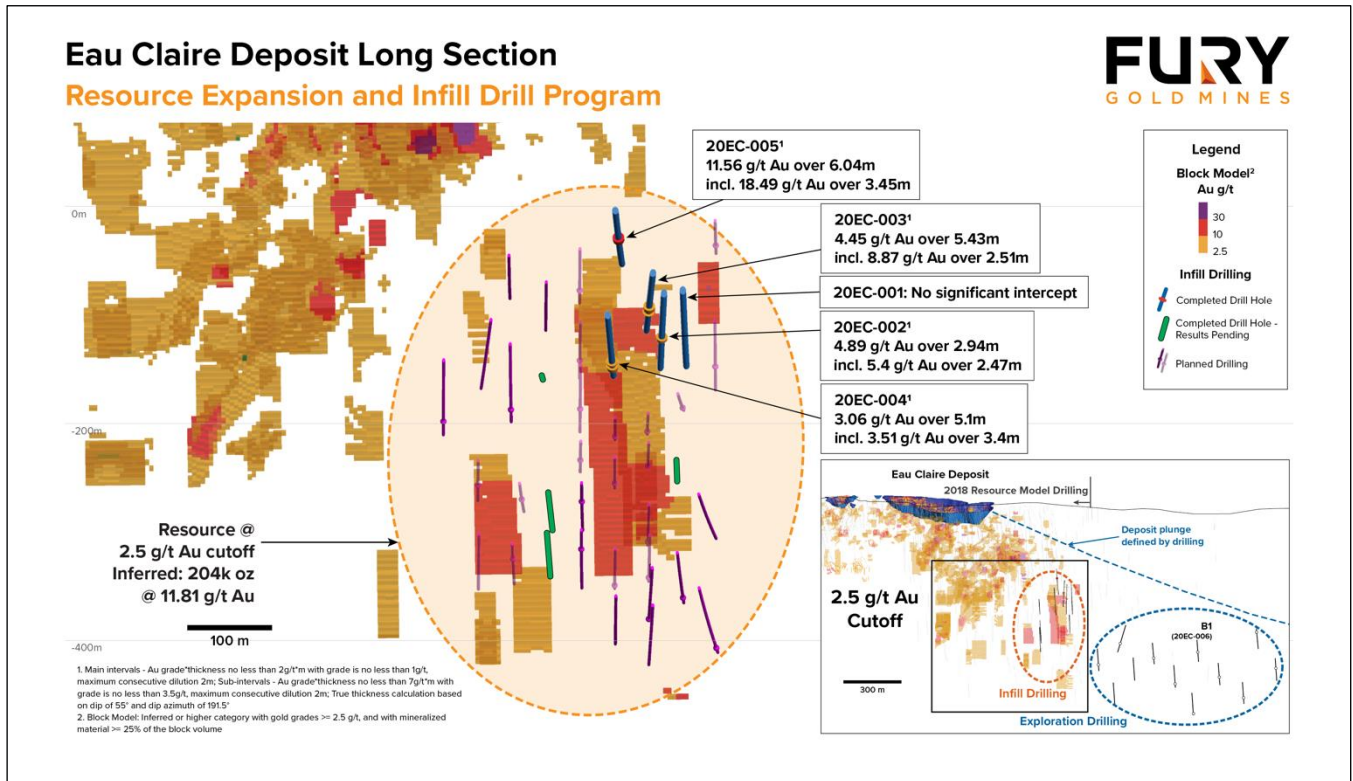 Eau Claire Deposit Long Section
Resource Expansion and Infill Drill Program
FURY
GOLD MINES
20EC-005¹
11.56 g/t Au over 6.04m
incl. 18.49 g/t Au over 3.45m
20EC-003¹
4.45 g/t Au over 5.43m
incl. 8.87 g/t Au over 2.51m
20EC-001: No significant intercept
20EC-002¹
4.89 g/t Au over 2.94m
incl. 5.4 g/t Au over 2.47m
20EC-004¹
3.06 g/t Au over 5.1m
incl. 3.51 g/t Au over 3.4m
Legend
Block Model²
Au g/t
30
10
2.5
Infill Drilling
Completed Drill Hole
Completed Drill Hole -
Results Pending
Planned Drilling
0m
-200m
-400m
Resource @
2.5 g/t Au cutoff
Inferred: 204k oz
@ 11.81 g/t Au
100 m
1. Main intervals - Au grade*thickness no less than 2g/t*m with grade is no less than 1g/t,
maximum consecutive dilution 2m; Sub-intervals - Au grade*thickness no less than 7g/t*m with
grade is no less than 3.5g/t, maximum consecutive dilution 2m; True thickness calculation based
on dip of 55° and dip azimuth of 191.5°
2. Block Model: Inferred or higher category with gold grades >= 2.5 g/t, and with mineralized
material >= 25% of the block volume
Eau Claire Deposit
2018 Resource Model Drilling
Deposit plunge
defined by drilling
2.5 g/t Au
Cutoff
300 m
B1
(20EC-006)
Infill Drilling
Exploration Drilling